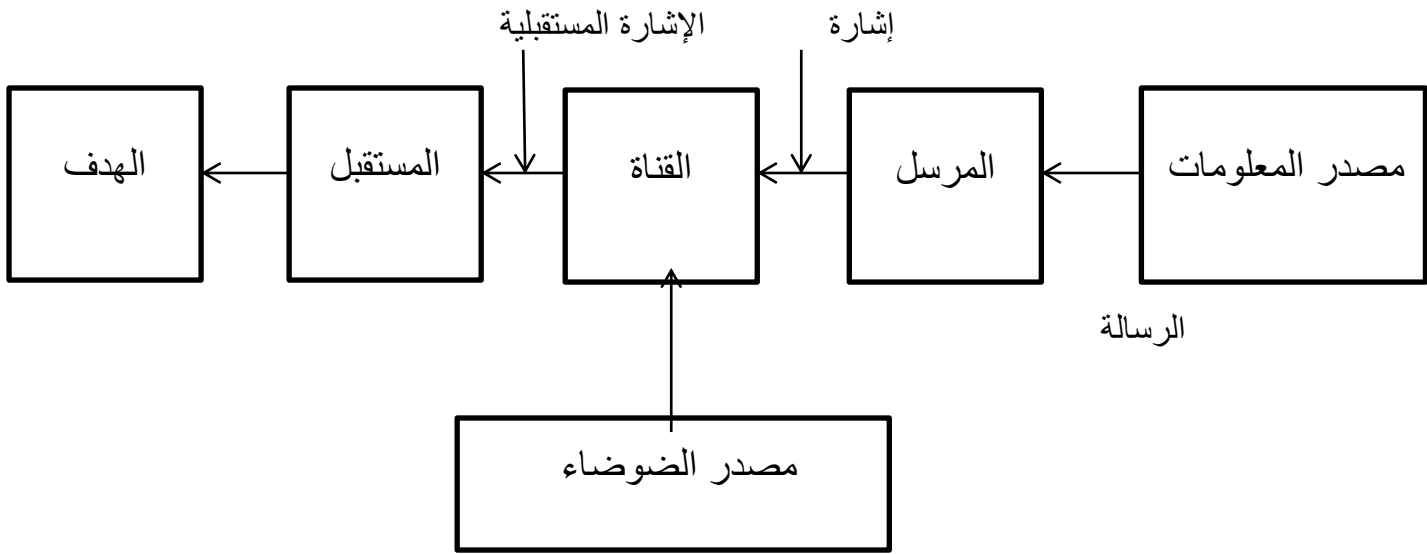 إشارة
الإشارة المستقبلية
مصدر المعلومات
المرسل
القناة
المستقبل
الهدف
الرسالة
مصدر الضوضاء